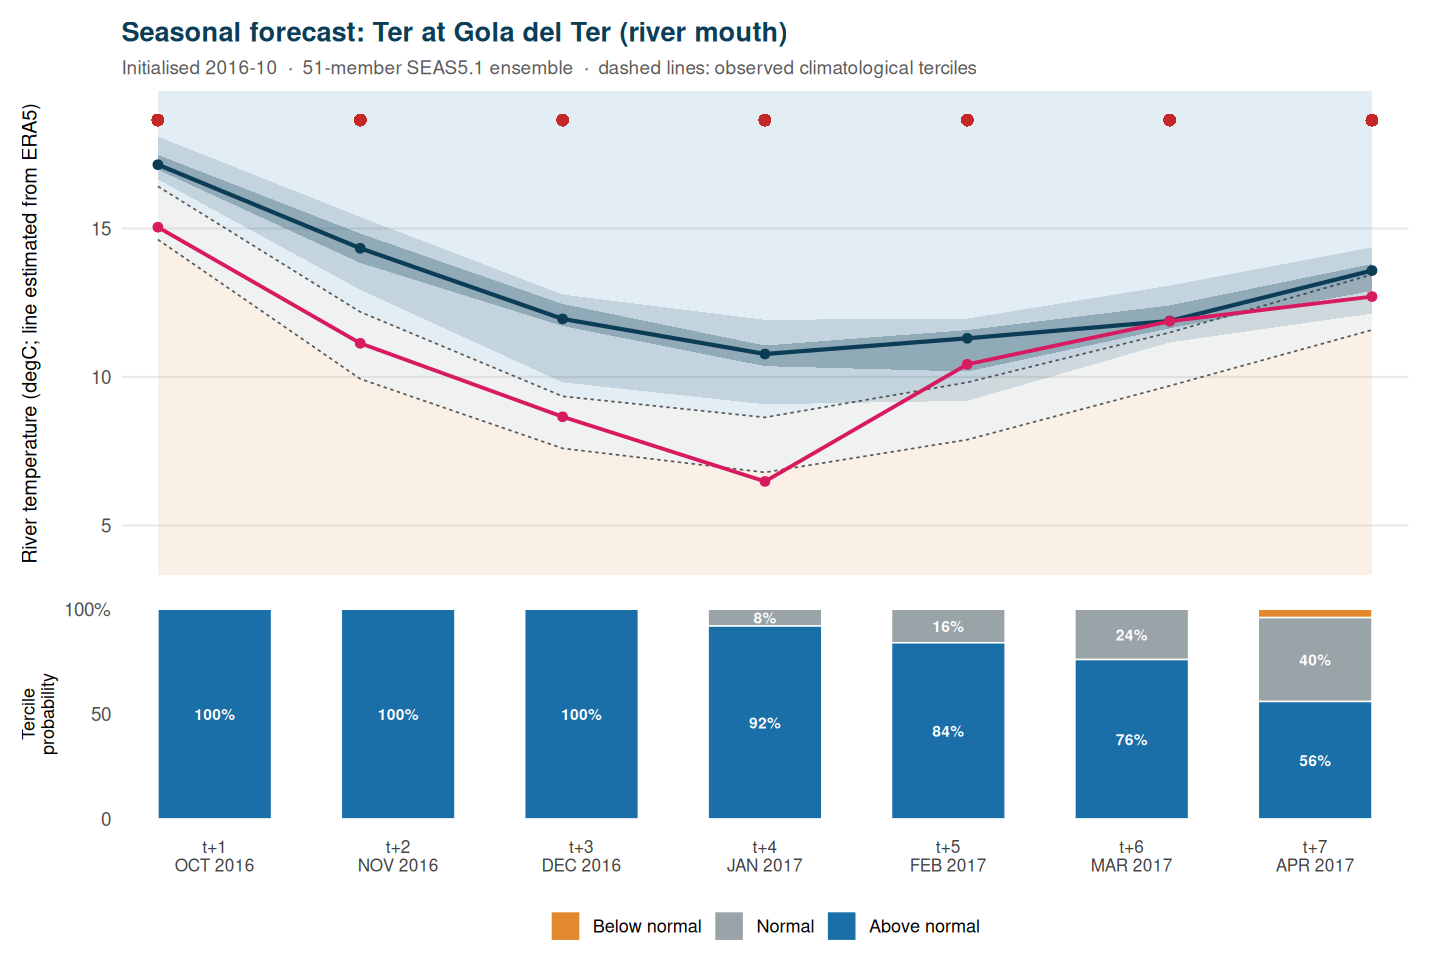 Seasonal forecast: Ter at Gola del Ter (river mouth)
Initialised 2016-10 · 51-member SEAS5.1 ensemble · dashed lines: observed climatological terciles
River temperature (degC; line estimated from ERA5)
15
10
5
Tercile
probability
100%
50
0
100%
100%
100%
8%
92%
16%
84%
24%
76%
40%
56%
t+1
OCT 2016
t+2
NOV 2016
t+3
DEC 2016
t+4
JAN 2017
t+5
FEB 2017
t+6
MAR 2017
t+7
APR 2017
Below normal
Normal
Above normal